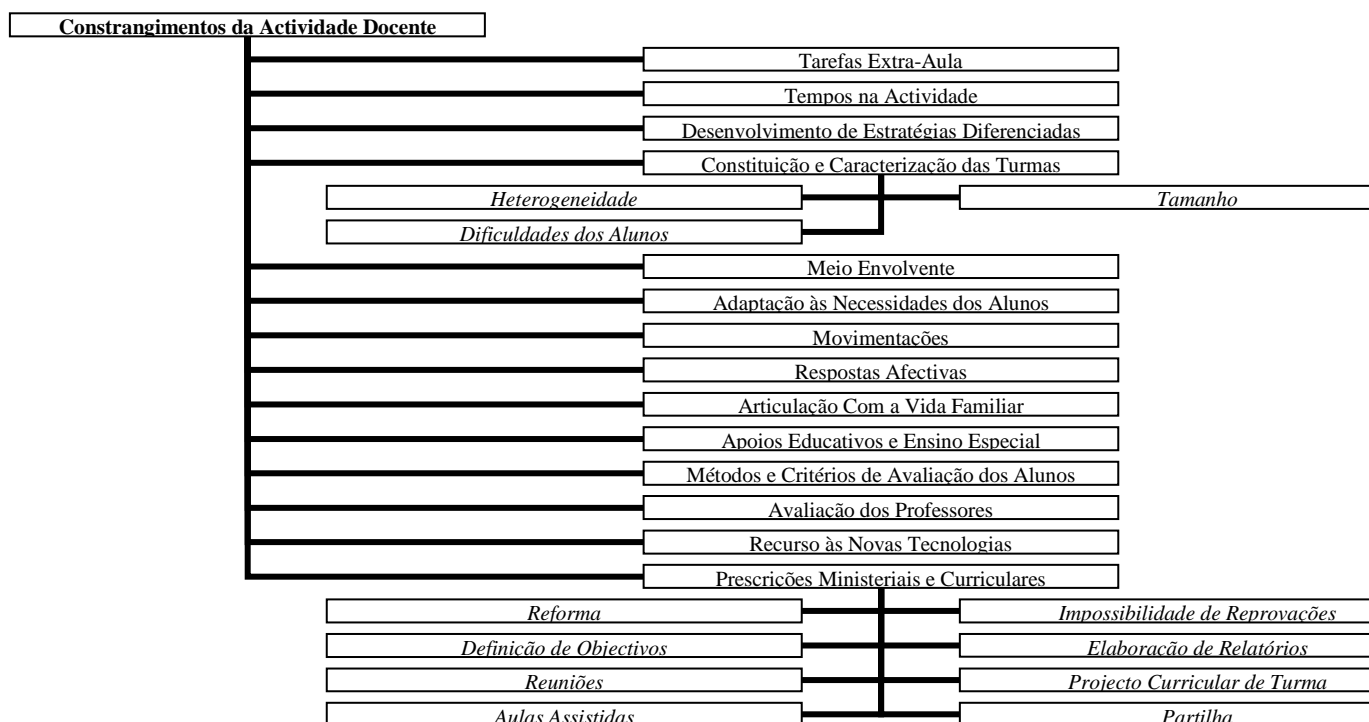 Constrangimentos da Actividade Docente
Tarefas Extra-Aula
Tempos na Actividade
Desenvolvimento de Estratégias Diferenciadas
Constituição e Caracterização das Turmas
Heterogeneidade
Tamanho
Dificuldades dos Alunos
Meio Envolvente
Adaptação às Necessidades dos Alunos
Movimentações
Respostas Afectivas
Articulação Com a Vida Familiar
Apoios Educativos e Ensino Especial
Métodos e Critérios de Avaliação dos Alunos
Avaliação dos Professores
Recurso às Novas Tecnologias
Prescrições Ministeriais e Curriculares
Reforma
Impossibilidade de Reprovações
Definição de Objectivos
Elaboração de Relatórios
Reuniões
Projecto Curricular de Turma
Aulas Assistidas
Partilha